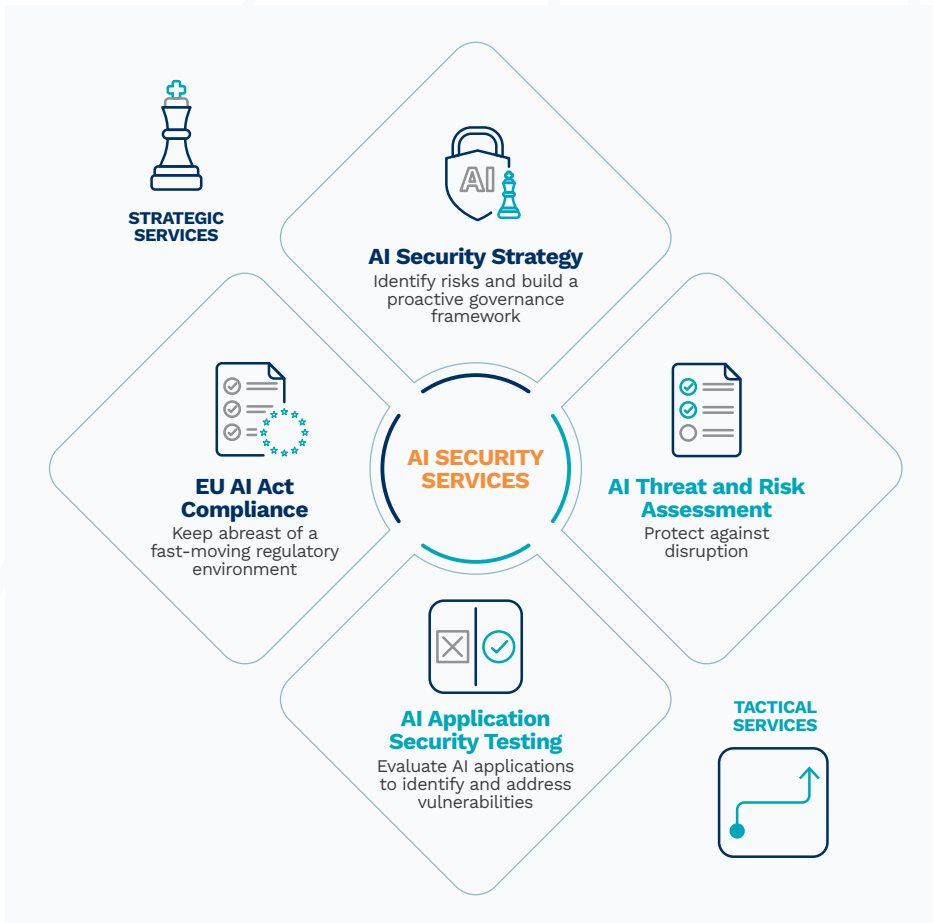 STRATEGIC
SERVICES
AI
AI Security Strategy
Identify risks and build a
proactive governance
framework
EU AI Act
Compliance
Keep abreast of a
fast-moving regulatory
environment
AI SECURITY
SERVICES
AI Threat and Risk
Assessment
Protect against
disruption
AI Application
Security Testing
Evaluate AI applications
to identify and address
vulnerabilities
TACTICAL
SERVICES